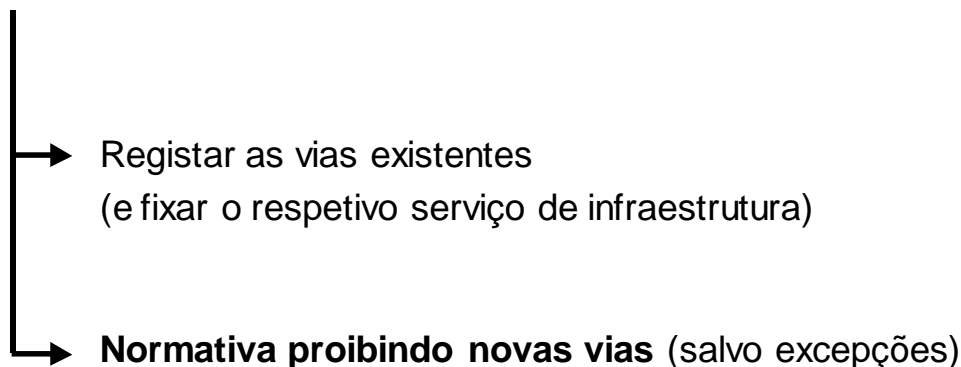 Registar as vias existentes
(e fixar o respetivo serviço de infraestrutura)
Normativa proibindo novas vias (salvo excepções)